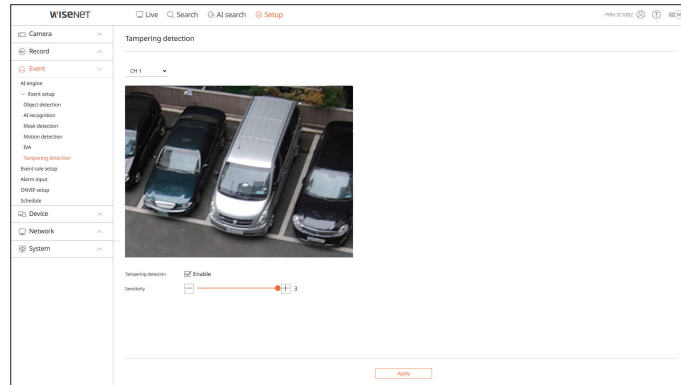 WISENET
Live Search AI search Setup
Camera
Record
Event
AI engine
Event setup
Object detection
AI recognition
Mask detection
Motion detection
IVA
Tampering detection
Event rule setup
Alarm input
ONVIF setup
Schedule
Device
Network
System
Tampering detection
CH 1
Tampering detection Enable
Sensitivity 3
Apply